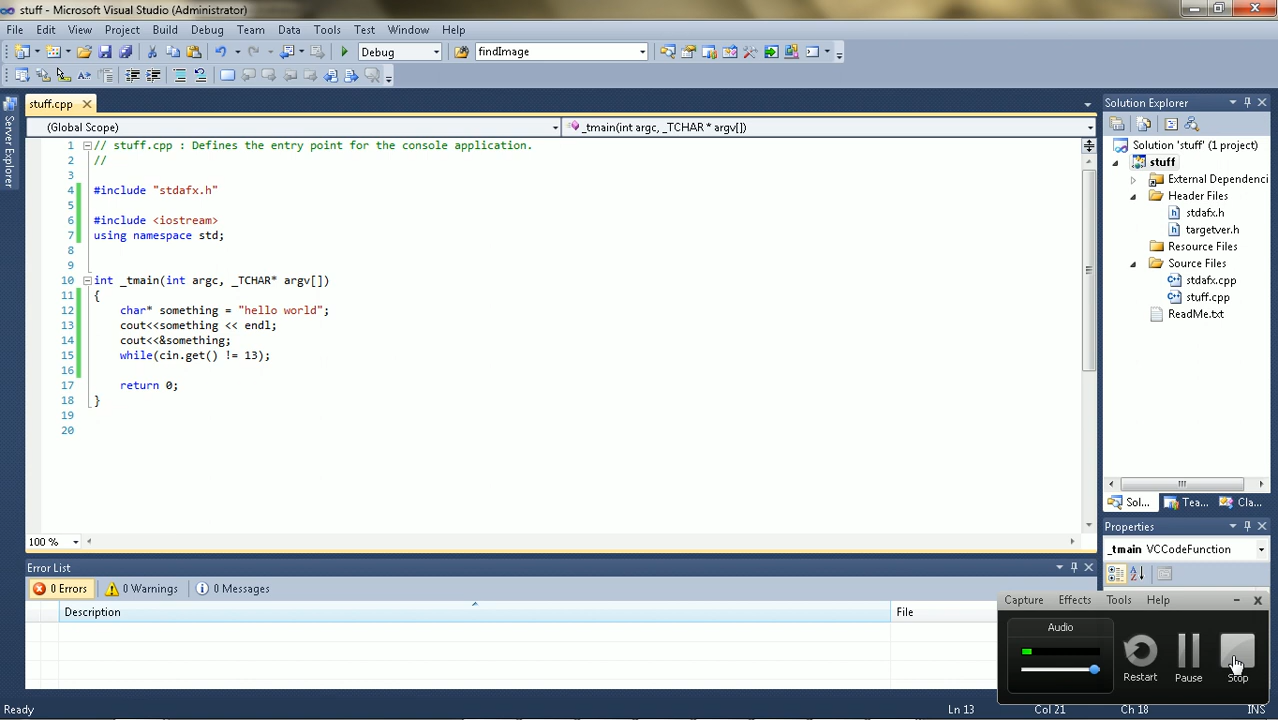 stuff - Microsoft Visual Studio (Administrator)
File Edit View Project Build Debug Team Data Tools Test Window Help
Debug findImage
stuff.cpp
Server Explorer
(Global Scope) _tmain(int argc, _TCHAR * argv[])
1 // stuff.cpp : Defines the entry point for the console application.
2 //
3
4 #include "stdafx.h"
5
6 #include <iostream>
7 using namespace std;
8
9
10 int _tmain(int argc, _TCHAR* argv[])
11 {
12 char* something = "hello world";
13 cout<<something << endl;
14 cout<<&something;
15 while(cin.get() != 13);
16
17 return 0;
18 }
19
20
100 %
Solution Explorer
Solution 'stuff' (1 project)
stuff
External Dependenci
Header Files
stdafx.h
targetver.h
Resource Files
Source Files
stdafx.cpp
stuff.cpp
ReadMe.txt
Sol... Tea... Cla...
Properties
_tmain VCCodeFunction
Error List
0 Errors 0 Warnings 0 Messages
Description File
Capture Effects Tools Help
Audio
Restart Pause Stop
Ready Ln 13 Col 21 Ch 18 INS